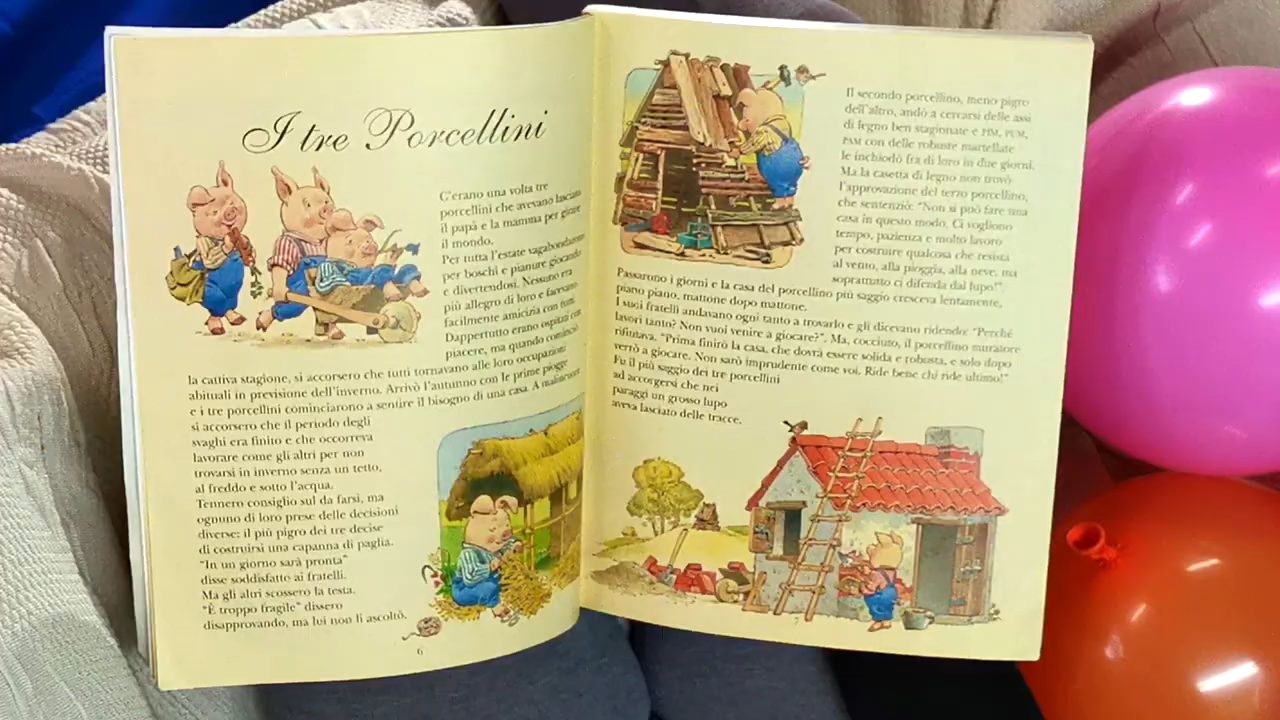 I tre Porcellini
C'erano una volta tre
porcellini che avevano lasciato
il papà e la mamma per girare
il mondo.
Per tutta l'estate vagabondarono
per boschi e pianure giocando
e divertendosi. Nessuno era
più allegro di loro e facevano
facilmente amicizia con tutti.
Dappertutto erano ospitati con
piacere, ma quando cominciò
la cattiva stagione, si accorsero che tutti tornavano alle loro occupazioni
abituali in previsione dell'inverno. Arrivò l'autunno con le prime piogge
e i tre porcellini cominciarono a sentire il bisogno di una casa. A malincuore
si accorsero che il periodo degli
svaghi era finito e che occorreva
lavorare come gli altri per non
trovarsi in inverno senza un tetto,
al freddo e sotto l'acqua.
Tennero consiglio sul da farsi, ma
ognuno di loro prese delle decisioni
diverse: il più pigro dei tre decise
di costruirsi una capanna di paglia.
"In un giorno sarà pronta"
disse soddisfatto ai fratelli.
Ma gli altri scossero la testa.
"È troppo fragile" dissero
disapprovando, ma lui non li ascoltò.
6
Il secondo porcellino, meno pigro
dell'altro, andò a cercarsi delle assi
di legno ben stagionate e PIM, PUM,
PAM con delle robuste martellate
le inchiodò fra di loro in due giorni.
Ma la casetta di legno non trovò
l'approvazione del terzo porcellino,
che sentenziò: "Non si può fare una
casa in questo modo. Ci vogliono
tempo, pazienza e molto lavoro
per costruire qualcosa che resista
al vento, alla pioggia, alla neve, ma
soprattutto ci difenda dal lupo!".
Passarono i giorni e la casa del porcellino più saggio cresceva lentamente,
piano piano, mattone dopo mattone.
I suoi fratelli andavano ogni tanto a trovarlo e gli dicevano ridendo: "Perché
lavori tanto? Non vuoi venire a giocare?". Ma, cocciuto, il porcellino muratore
rifiutava. "Prima finirò la casa, che dovrà essere solida e robusta, e solo dopo
verrò a giocare. Non sarò imprudente come voi. Ride bene chi ride ultimo!"
Fu il più saggio dei tre porcellini
ad accorgersi che nei
paraggi un grosso lupo
aveva lasciato delle tracce.
7